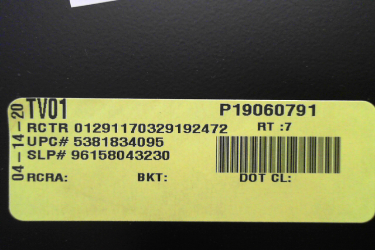 04-14-20
TV01 P19060791
RCTR 01291170329192472 RT :7
UPC# 5381834095
SLP# 96158043230
RCRA: BKT: DOT CL: